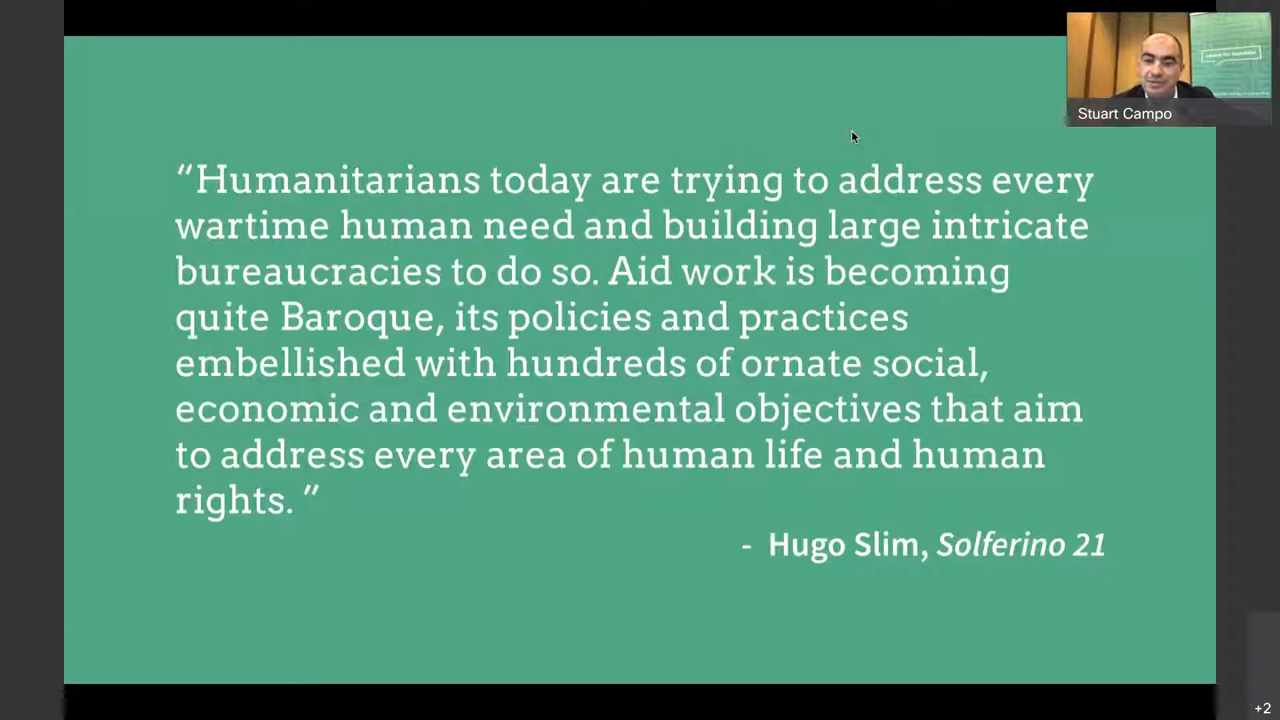 Stuart Campo
“Humanitarians today are trying to address every
wartime human need and building large intricate
bureaucracies to do so. Aid work is becoming
quite Baroque, its policies and practices
embellished with hundreds of ornate social,
economic and environmental objectives that aim
to address every area of human life and human
rights. ”
- Hugo Slim, Solferino 21
+2